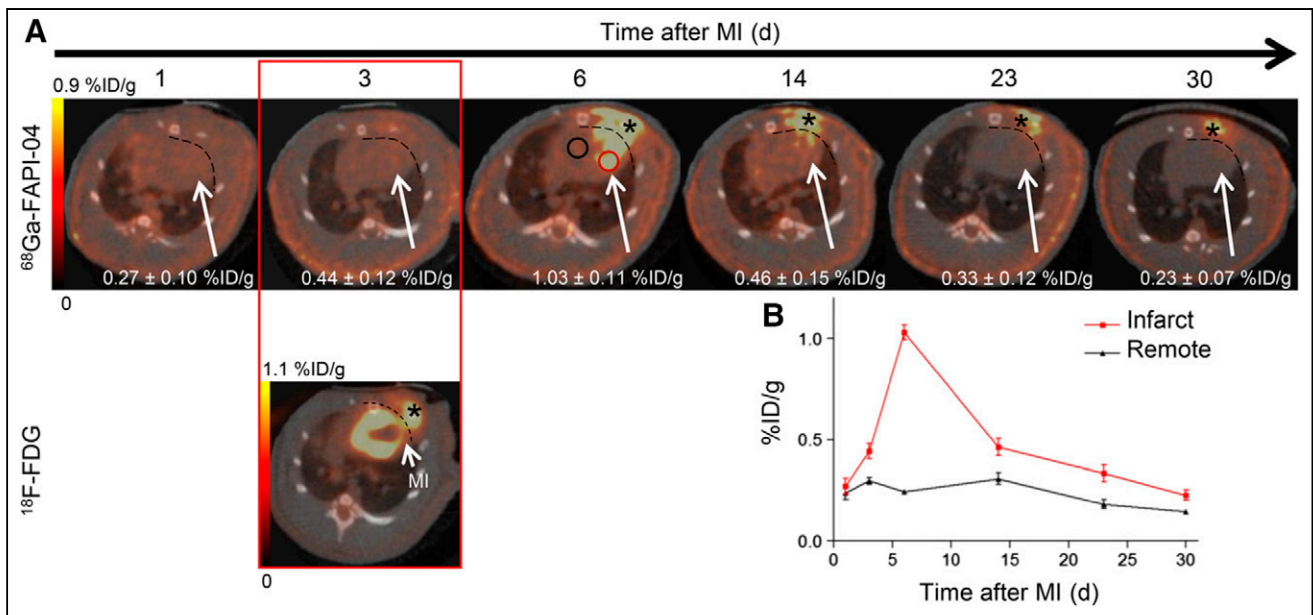 A
Time after MI (d)
1 3 6 14 23 30
0.9 %ID/g
⁶⁸Ga-FAPI-04
* * * *
0.27 ± 0.10 %ID/g 0.44 ± 0.12 %ID/g 1.03 ± 0.11 %ID/g 0.46 ± 0.15 %ID/g 0.33 ± 0.12 %ID/g 0.23 ± 0.07 %ID/g
0
1.1 %ID/g
¹⁸F-FDG
*
MI
0
B
Infarct
Remote
%ID/g
1.0
0.5
0.0
0 5 10 15 20 25 30
Time after MI (d)